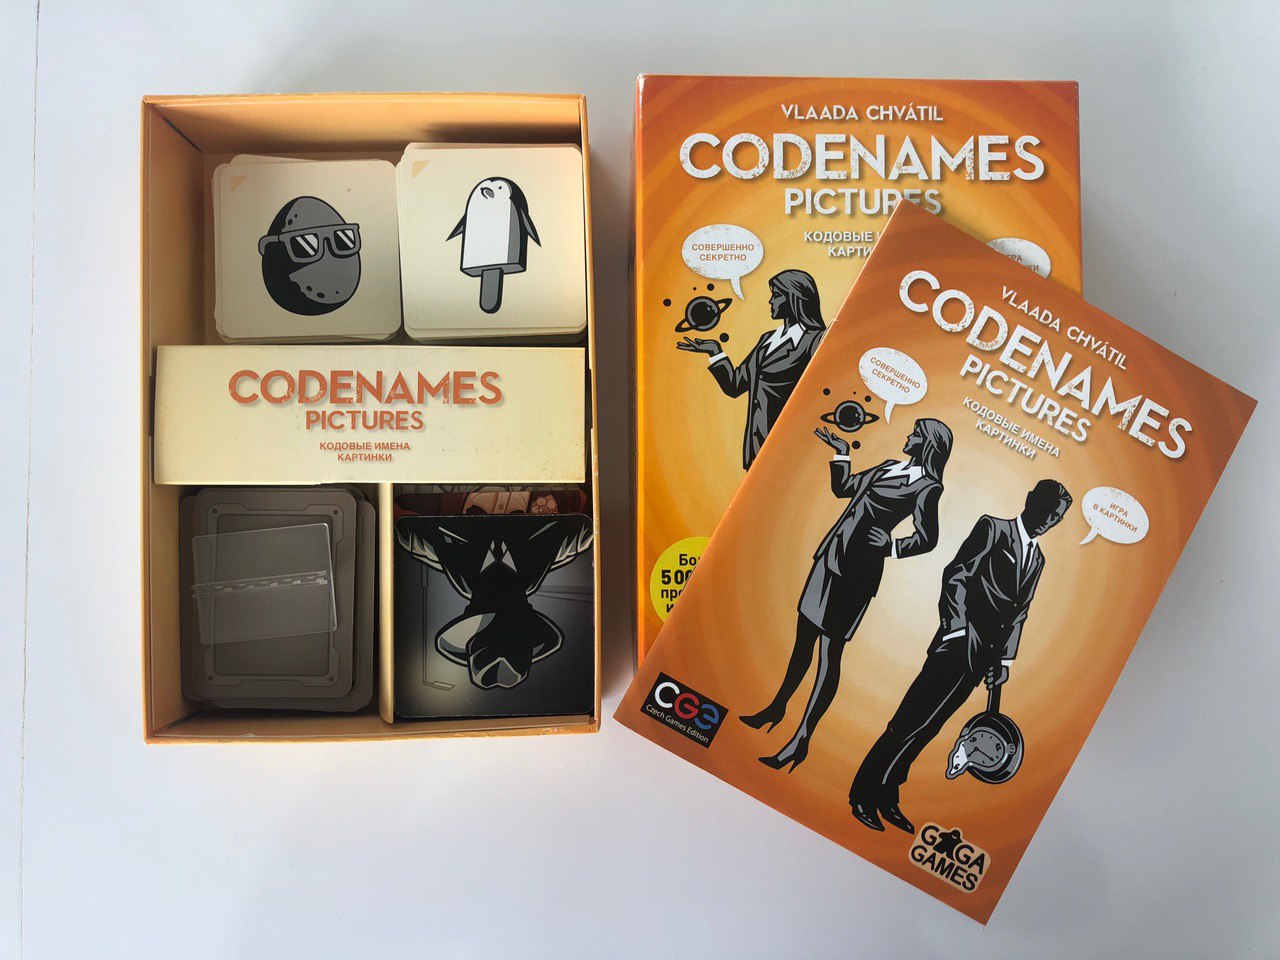 CODENAMES
PICTURES
КОДОВЫЕ ИМЕНА
КАРТИНКИ
VLAADA CHVÁTIL
CODENAMES
PICTURES
КОДОВЫЕ
СОВЕРШЕННО
СЕКРЕТНО
VLAADA CHVÁTIL
CODENAMES
PICTURES
КОДОВЫЕ ИМЕНА
КАРТИНКИ
СОВЕРШЕННО
СЕКРЕТНО
ИГРА
В КАРТИНКИ
CGE
Czech Games Edition
GAGA
GAMES